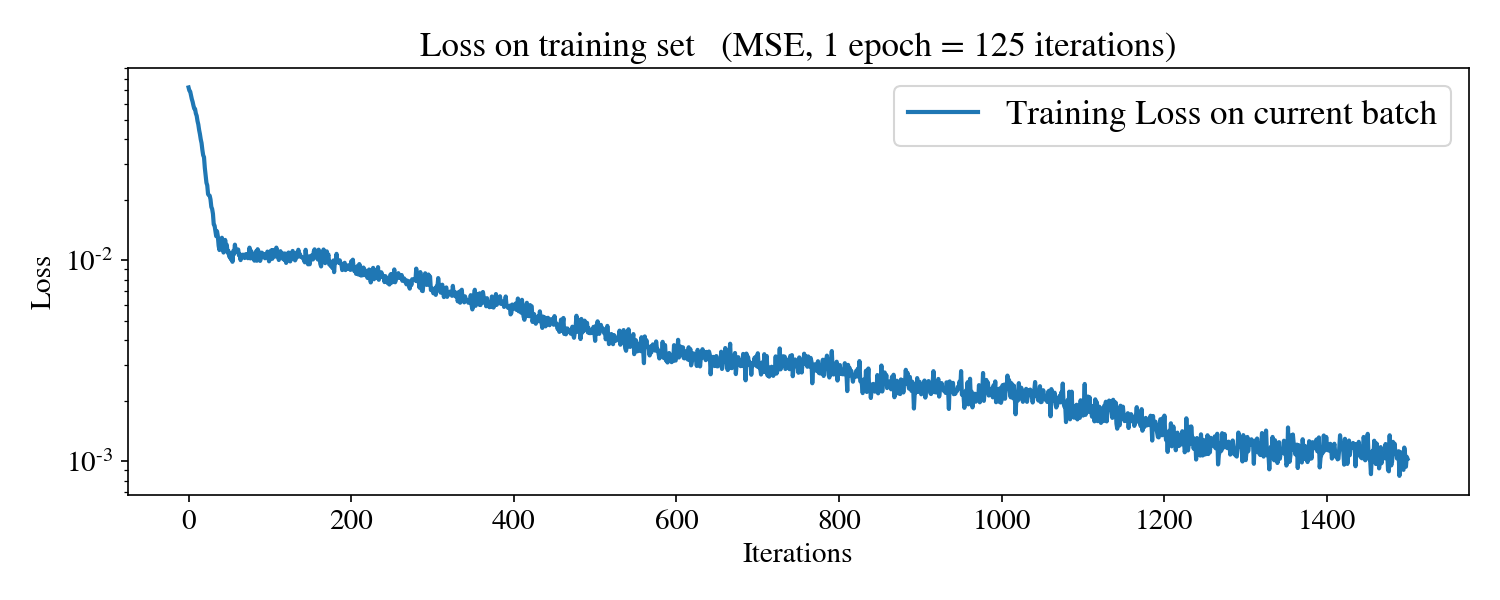 Loss on training set (MSE, 1 epoch = 125 iterations)
Training Loss on current batch
Loss
10-2
10-3
0 200 400 600 800 1000 1200 1400
Iterations